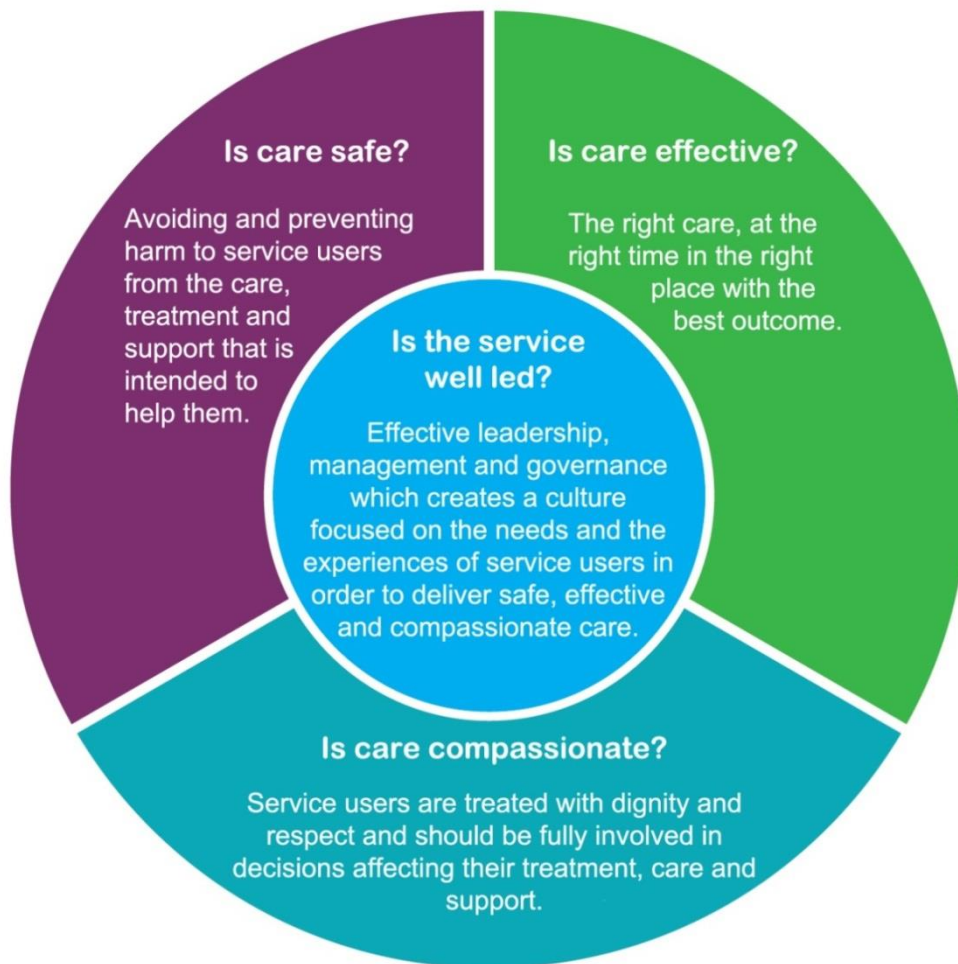 Is care safe?
Avoiding and preventing
harm to service users
from the care,
treatment and
support that is
intended to
help them.
Is care effective?
The right care, at the
right time in the right
place with the
best outcome.
Is the service
well led?
Effective leadership,
management and governance
which creates a culture
focused on the needs and the
experiences of service users in
order to deliver safe, effective
and compassionate care.
Is care compassionate?
Service users are treated with dignity and
respect and should be fully involved in
decisions affecting their treatment, care and
support.